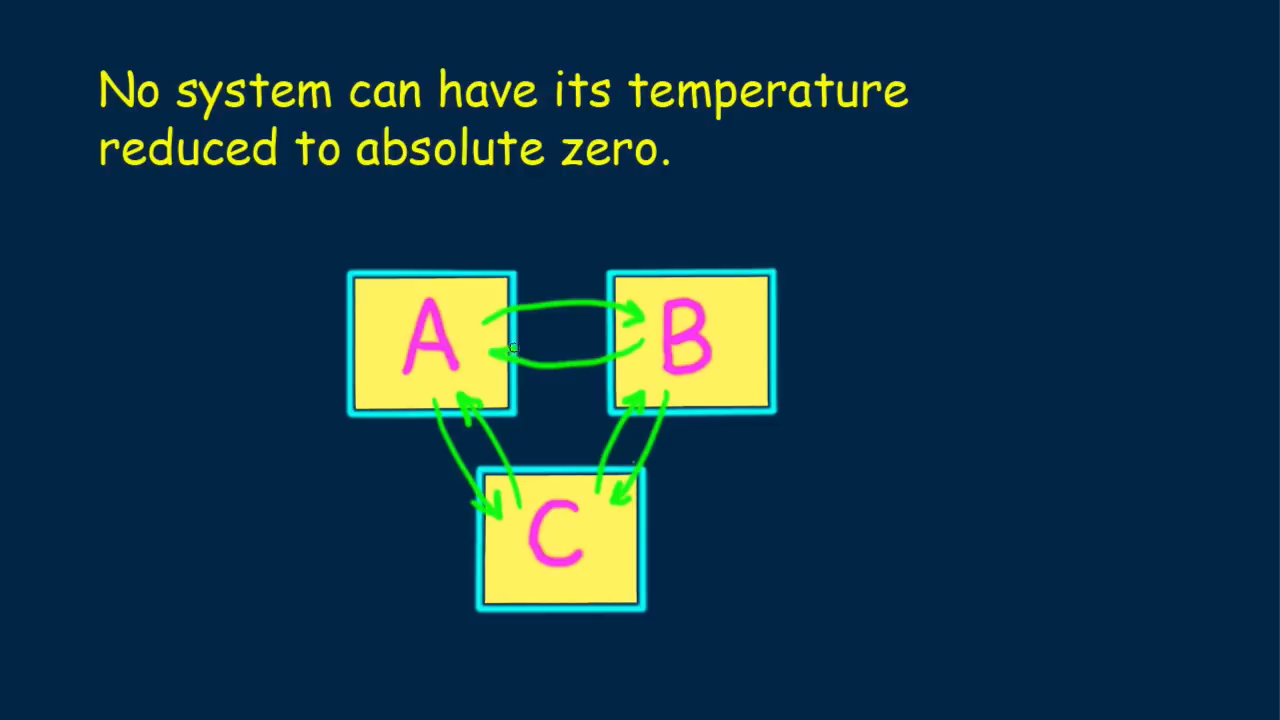 No system can have its temperature
reduced to absolute zero.
A B
C